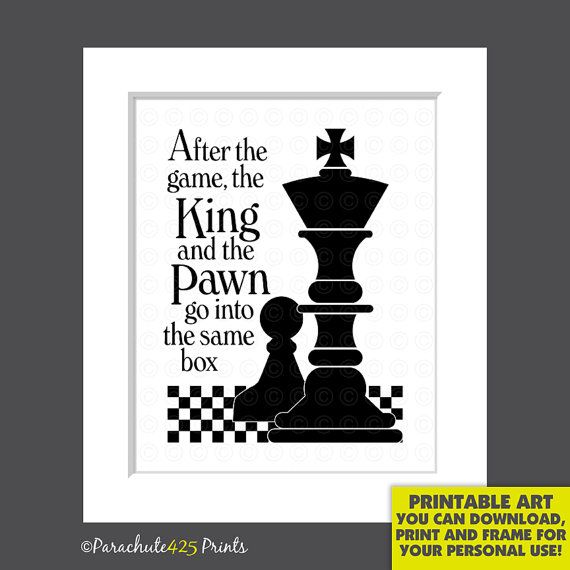 After the
game, the
King
and the
Pawn
go into
the same
box
PRINTABLE ART
YOU CAN DOWNLOAD,
PRINT AND FRAME FOR
YOUR PERSONAL USE!
©Parachute425 Prints